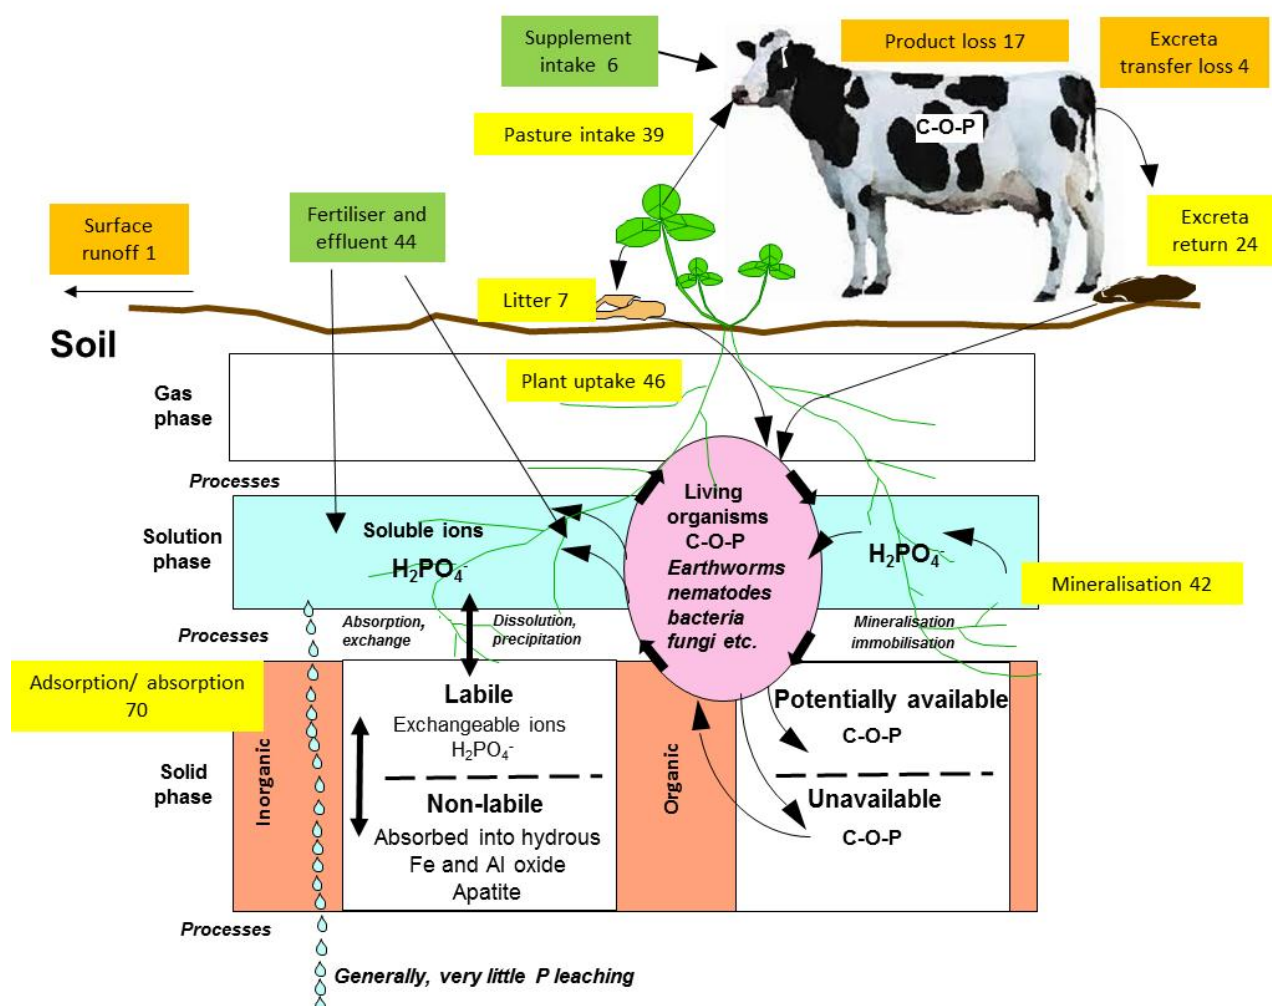 Supplement
intake 6
Product loss 17
Excreta
transfer loss 4
Pasture intake 39
C-O-P
Surface
runoff 1
Fertiliser and
effluent 44
Excreta
return 24
Litter 7
Soil
Gas
phase
Plant uptake 46
Processes
Solution
phase
Soluble ions
H₂PO₄⁻
Living
organisms
C-O-P
Earthworms
nematodes
bacteria
fungi etc.
H₂PO₄⁻
Mineralisation 42
Processes
Absorption,
exchange
Dissolution,
precipitation
Mineralisation
immobilisation
Adsorption/ absorption
70
Solid
phase
Inorganic
Labile
Exchangeable ions
H₂PO₄⁻
Non-labile
Absorbed into hydrous
Fe and Al oxide
Apatite
Organic
Potentially available
C-O-P
Unavailable
C-O-P
Processes
Generally, very little P leaching